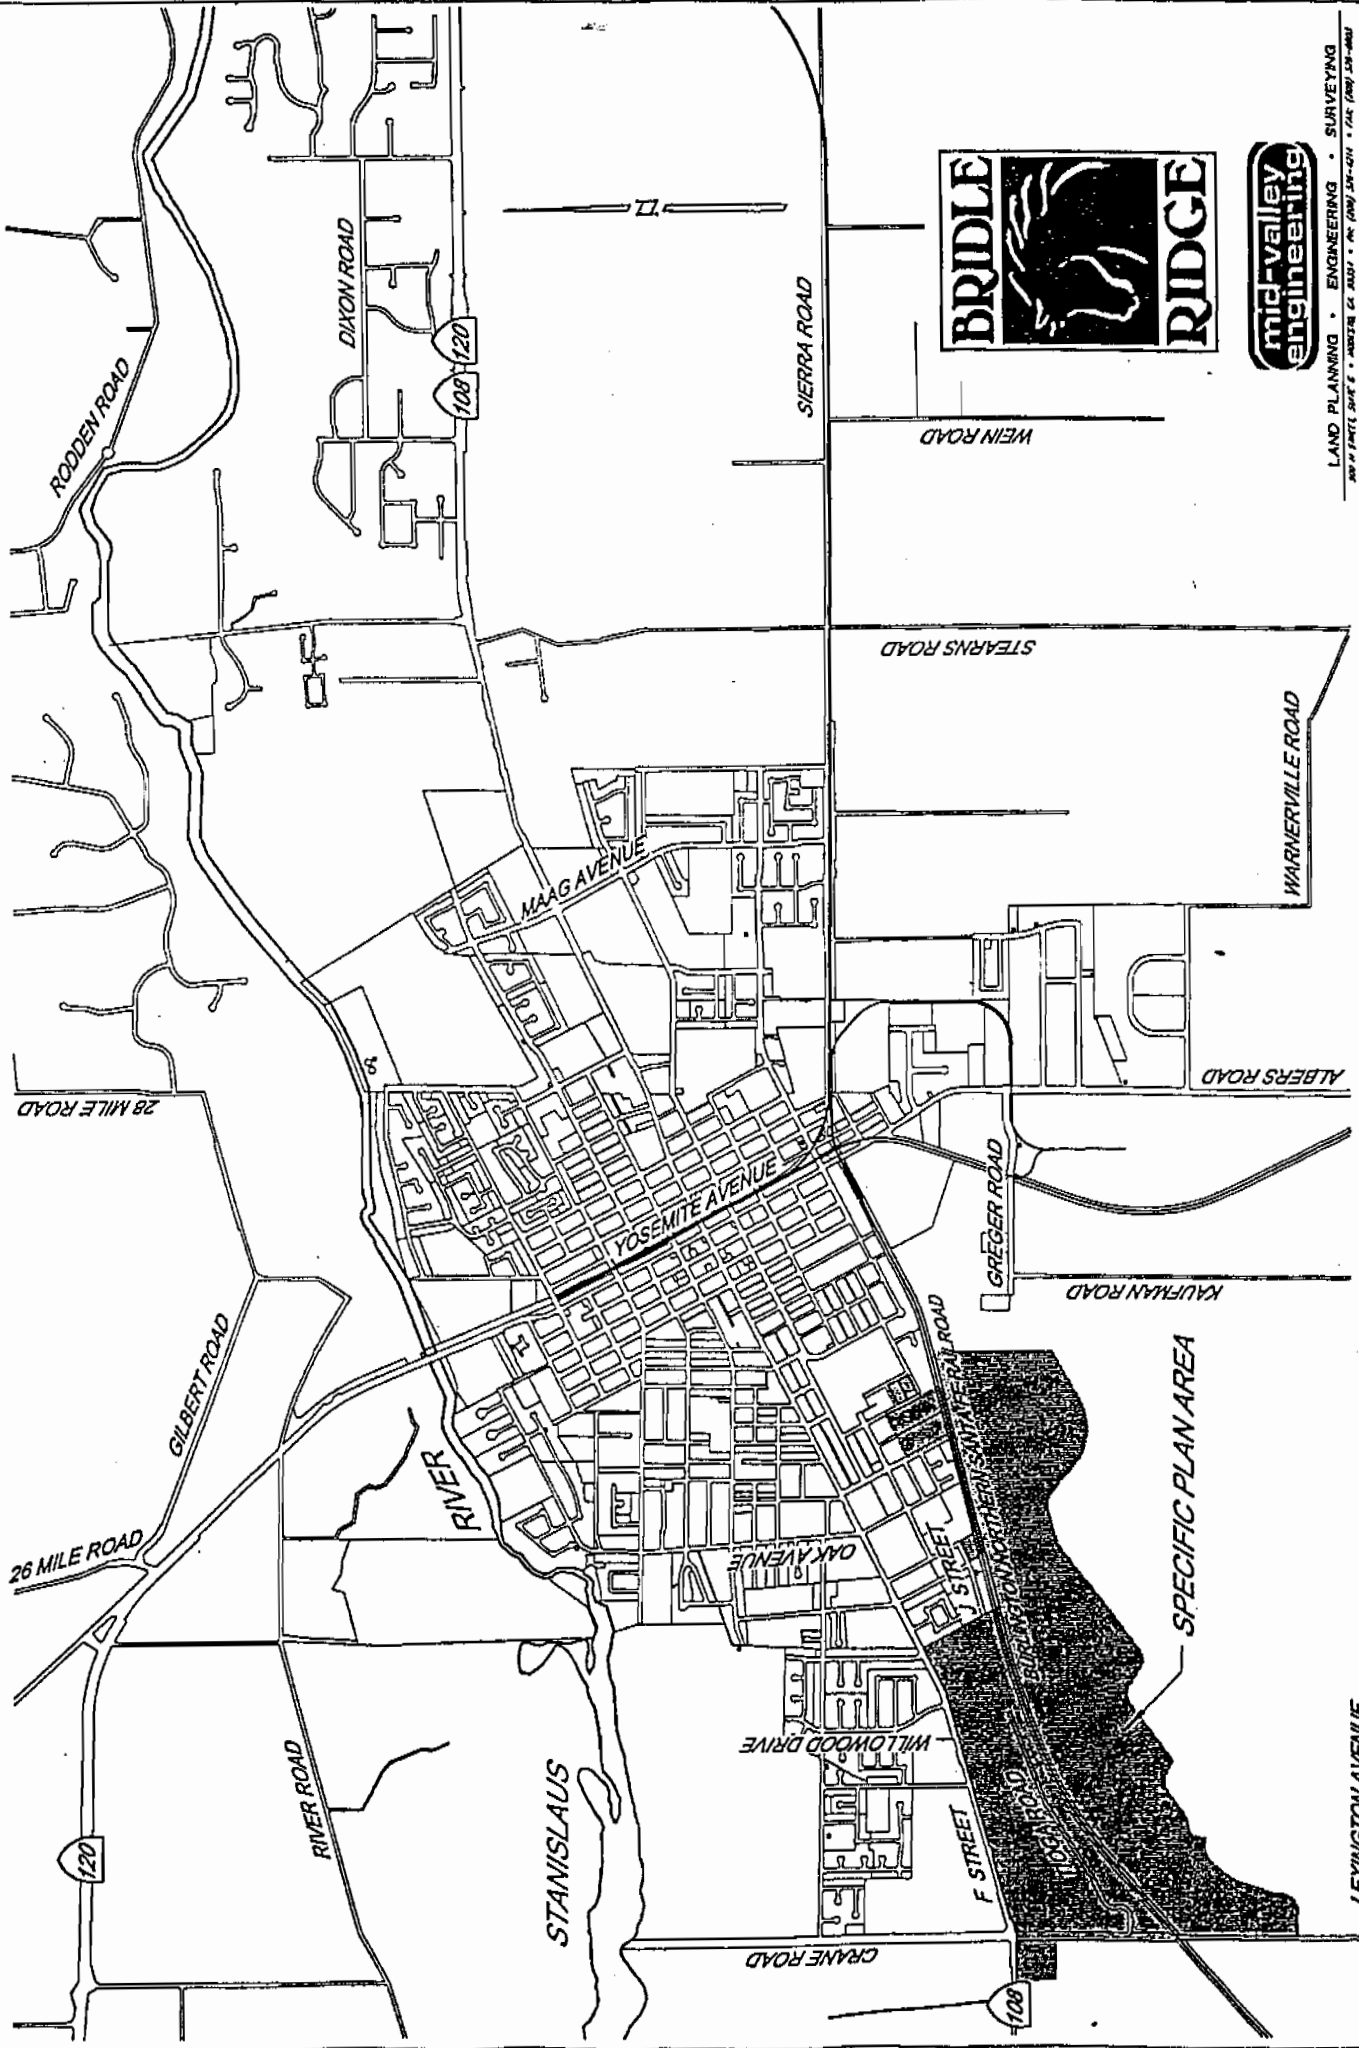 RODDEN ROAD
DIXON ROAD
120
108
SIERRA ROAD
WEIN ROAD
BRIDLE
RIDGE
mid-valley
engineering
LAND PLANNING • ENGINEERING • SURVEYING
STEARNS ROAD
WARNERVILLE ROAD
MAAG AVENUE
28 MILE ROAD
ALBERS ROAD
YOSEMITE AVENUE
GREGER ROAD
KAUFMAN ROAD
GILBERT ROAD
26 MILE ROAD
RIVER
OAK AVENUE
J STREET
BURLINGTON NORTHERN SANTA FE RAILROAD
SPECIFIC PLAN AREA
120
RIVER ROAD
STANISLAUS
WILLOWOOD DRIVE
F STREET
CRANE ROAD
108
LEXINGTON AVENUE